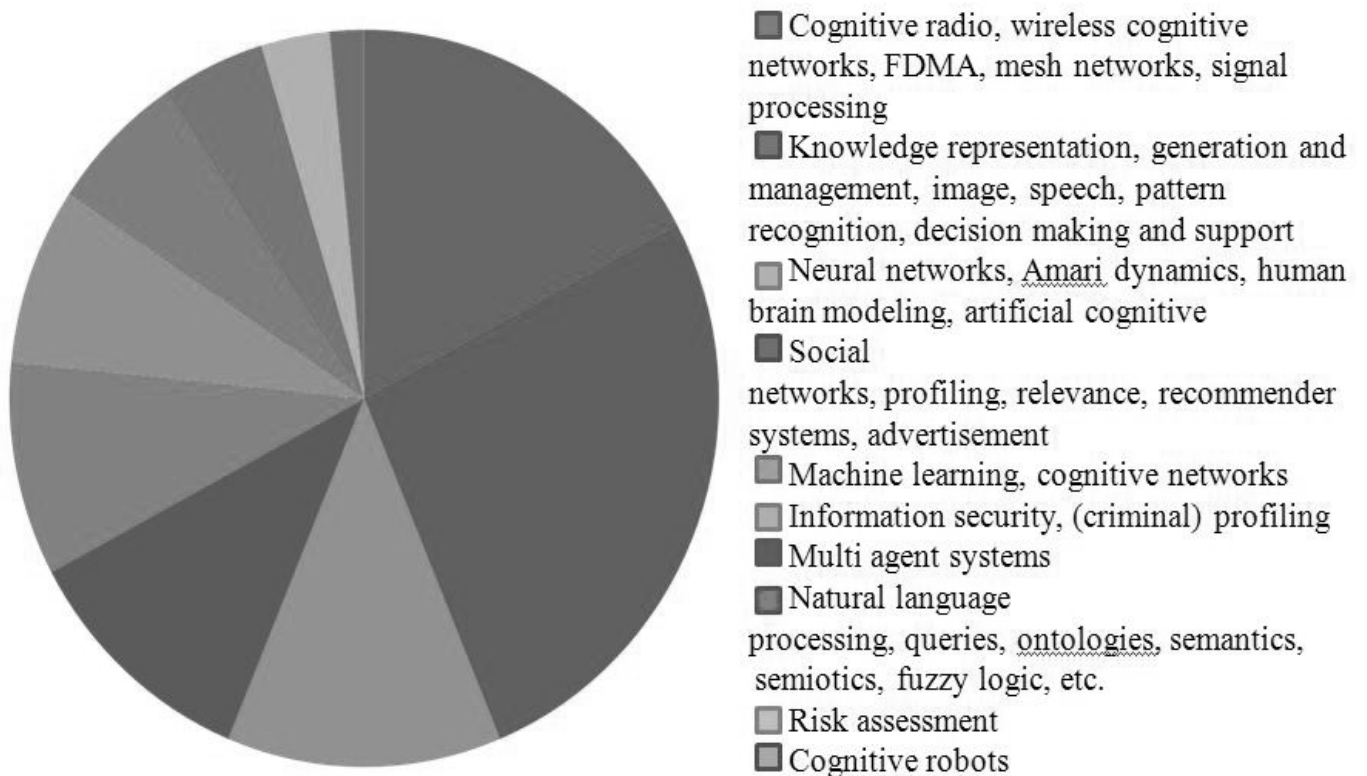 Cognitive radio, wireless cognitive
networks, FDMA, mesh networks, signal
processing
Knowledge representation, generation and
management, image, speech, pattern
recognition, decision making and support
Neural networks, Amari dynamics, human
brain modeling, artificial cognitive
Social
networks, profiling, relevance, recommender
systems, advertisement
Machine learning, cognitive networks
Information security, (criminal) profiling
Multi agent systems
Natural language
processing, queries, ontologies, semantics,
semiotics, fuzzy logic, etc.
Risk assessment
Cognitive robots